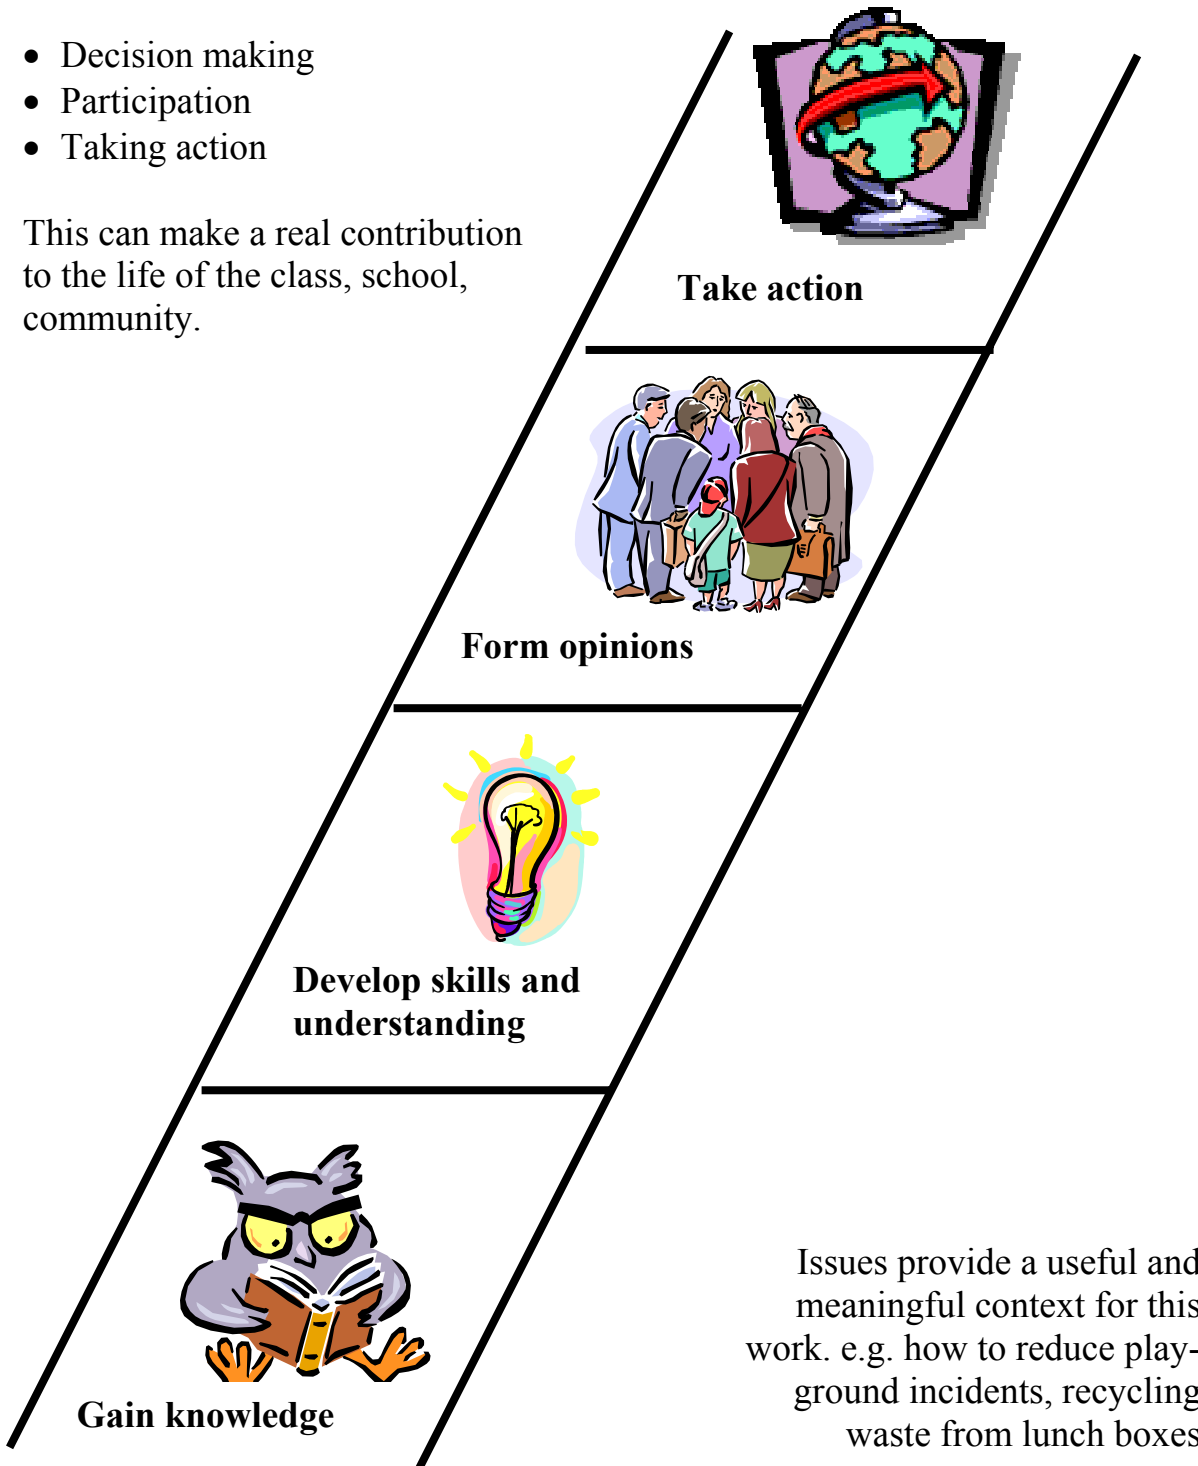 • Decision making
• Participation
• Taking action
This can make a real contribution
to the life of the class, school,
community.
Take action
Form opinions
Develop skills and
understanding
Gain knowledge
Issues provide a useful and
meaningful context for this
work. e.g. how to reduce play-
ground incidents, recycling
waste from lunch boxes